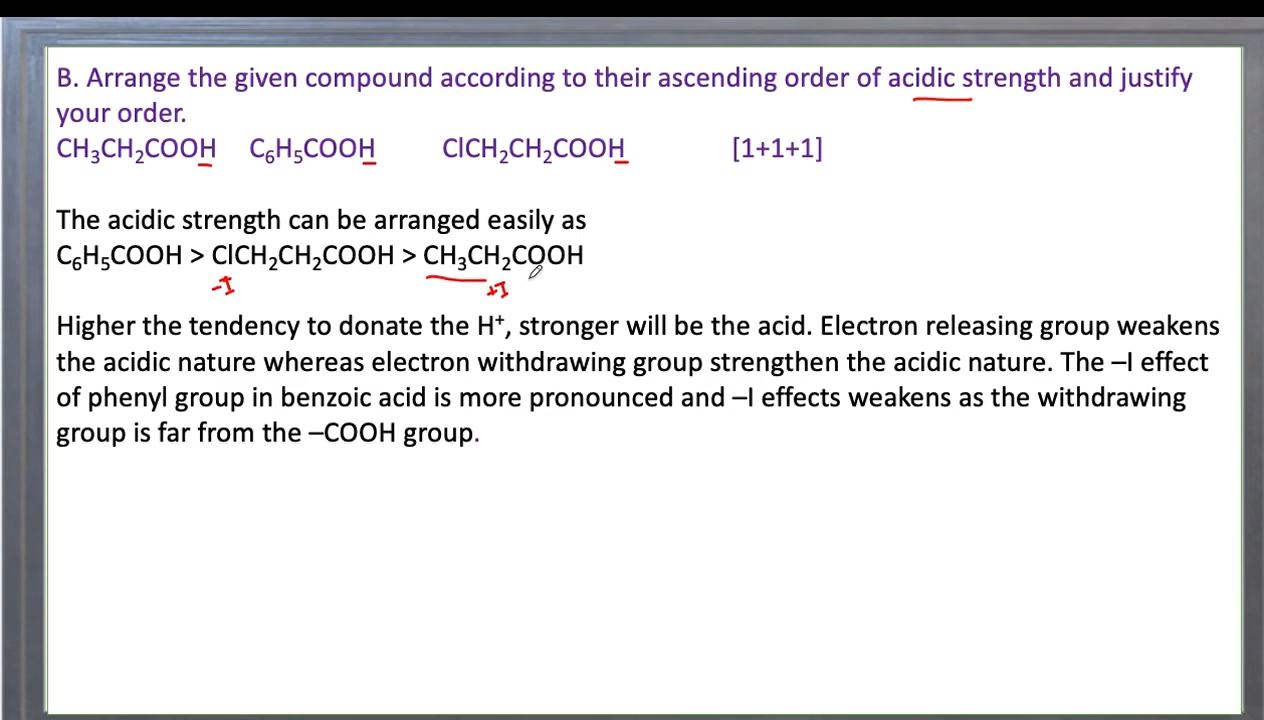 B. Arrange the given compound according to their ascending order of acidic strength and justify
your order.
CH₃CH₂COOH C₆H₅COOH ClCH₂CH₂COOH [1+1+1]
The acidic strength can be arranged easily as
C₆H₅COOH > ClCH₂CH₂COOH > CH₃CH₂COOH
-I +I
Higher the tendency to donate the H⁺, stronger will be the acid. Electron releasing group weakens
the acidic nature whereas electron withdrawing group strengthen the acidic nature. The –I effect
of phenyl group in benzoic acid is more pronounced and –I effects weakens as the withdrawing
group is far from the –COOH group.